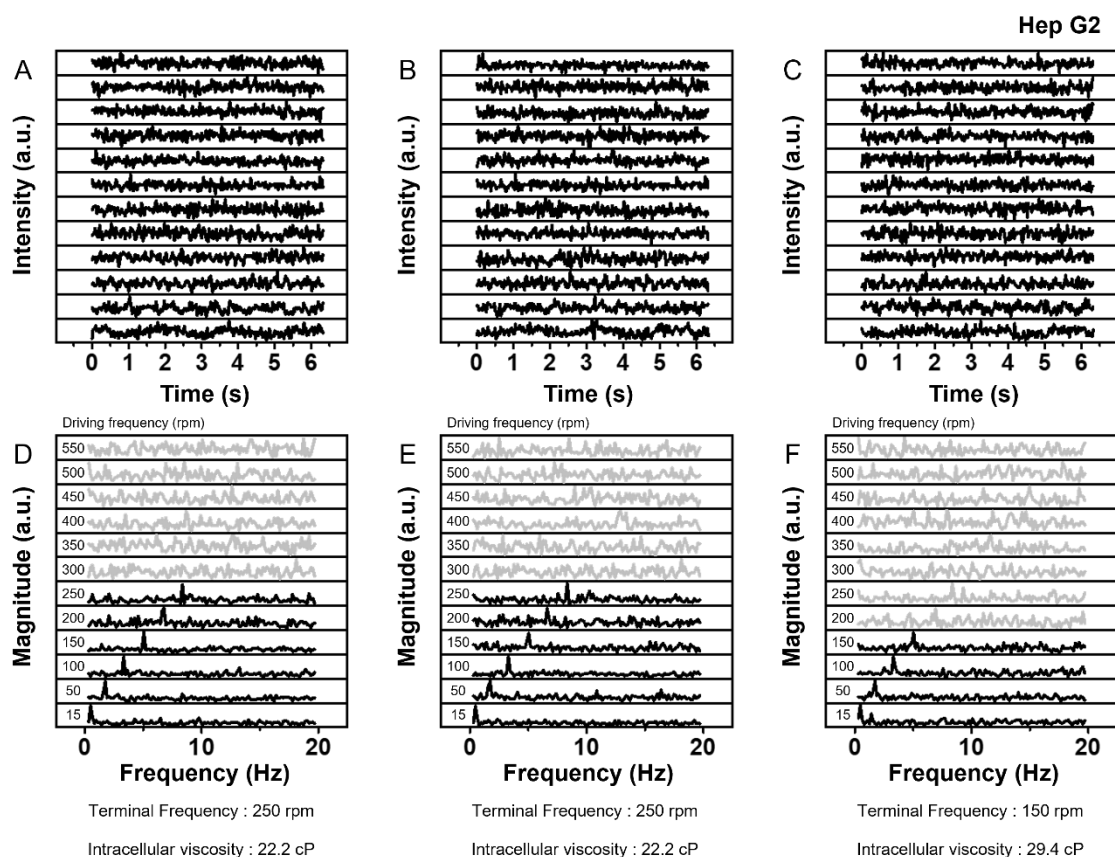 Hep G2
A
Intensity (a.u.)
0 1 2 3 4 5 6
Time (s)
B
Intensity (a.u.)
0 1 2 3 4 5 6
Time (s)
C
Intensity (a.u.)
0 1 2 3 4 5 6
Time (s)
Driving frequency (rpm)
D
Magnitude (a.u.)
550
500
450
400
350
300
250
200
150
100
50
15
0 10 20
Frequency (Hz)
Terminal Frequency : 250 rpm
Intracellular viscosity : 22.2 cP
Driving frequency (rpm)
E
Magnitude (a.u.)
550
500
450
400
350
300
250
200
150
100
50
15
0 10 20
Frequency (Hz)
Terminal Frequency : 250 rpm
Intracellular viscosity : 22.2 cP
Driving frequency (rpm)
F
Magnitude (a.u.)
550
500
450
400
350
300
250
200
150
100
50
15
0 10 20
Frequency (Hz)
Terminal Frequency : 150 rpm
Intracellular viscosity : 29.4 cP